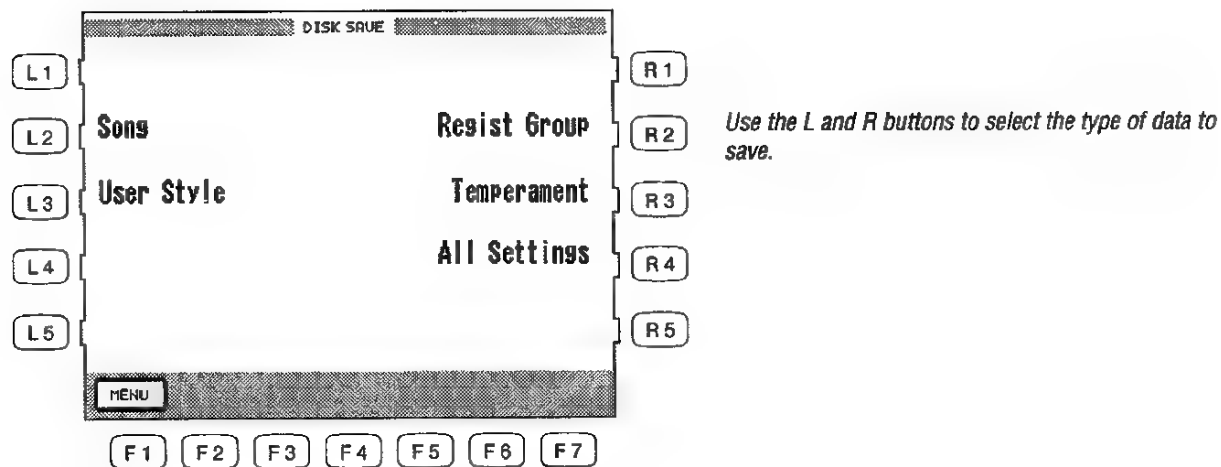 DISK SAVE
L1 R1
L2 Song Resist Group R2
Use the L and R buttons to select the type of data to
save.
L3 User Style Temperament R3
L4 All Settings R4
L5 R5
MENU
F1 F2 F3 F4 F5 F6 F7